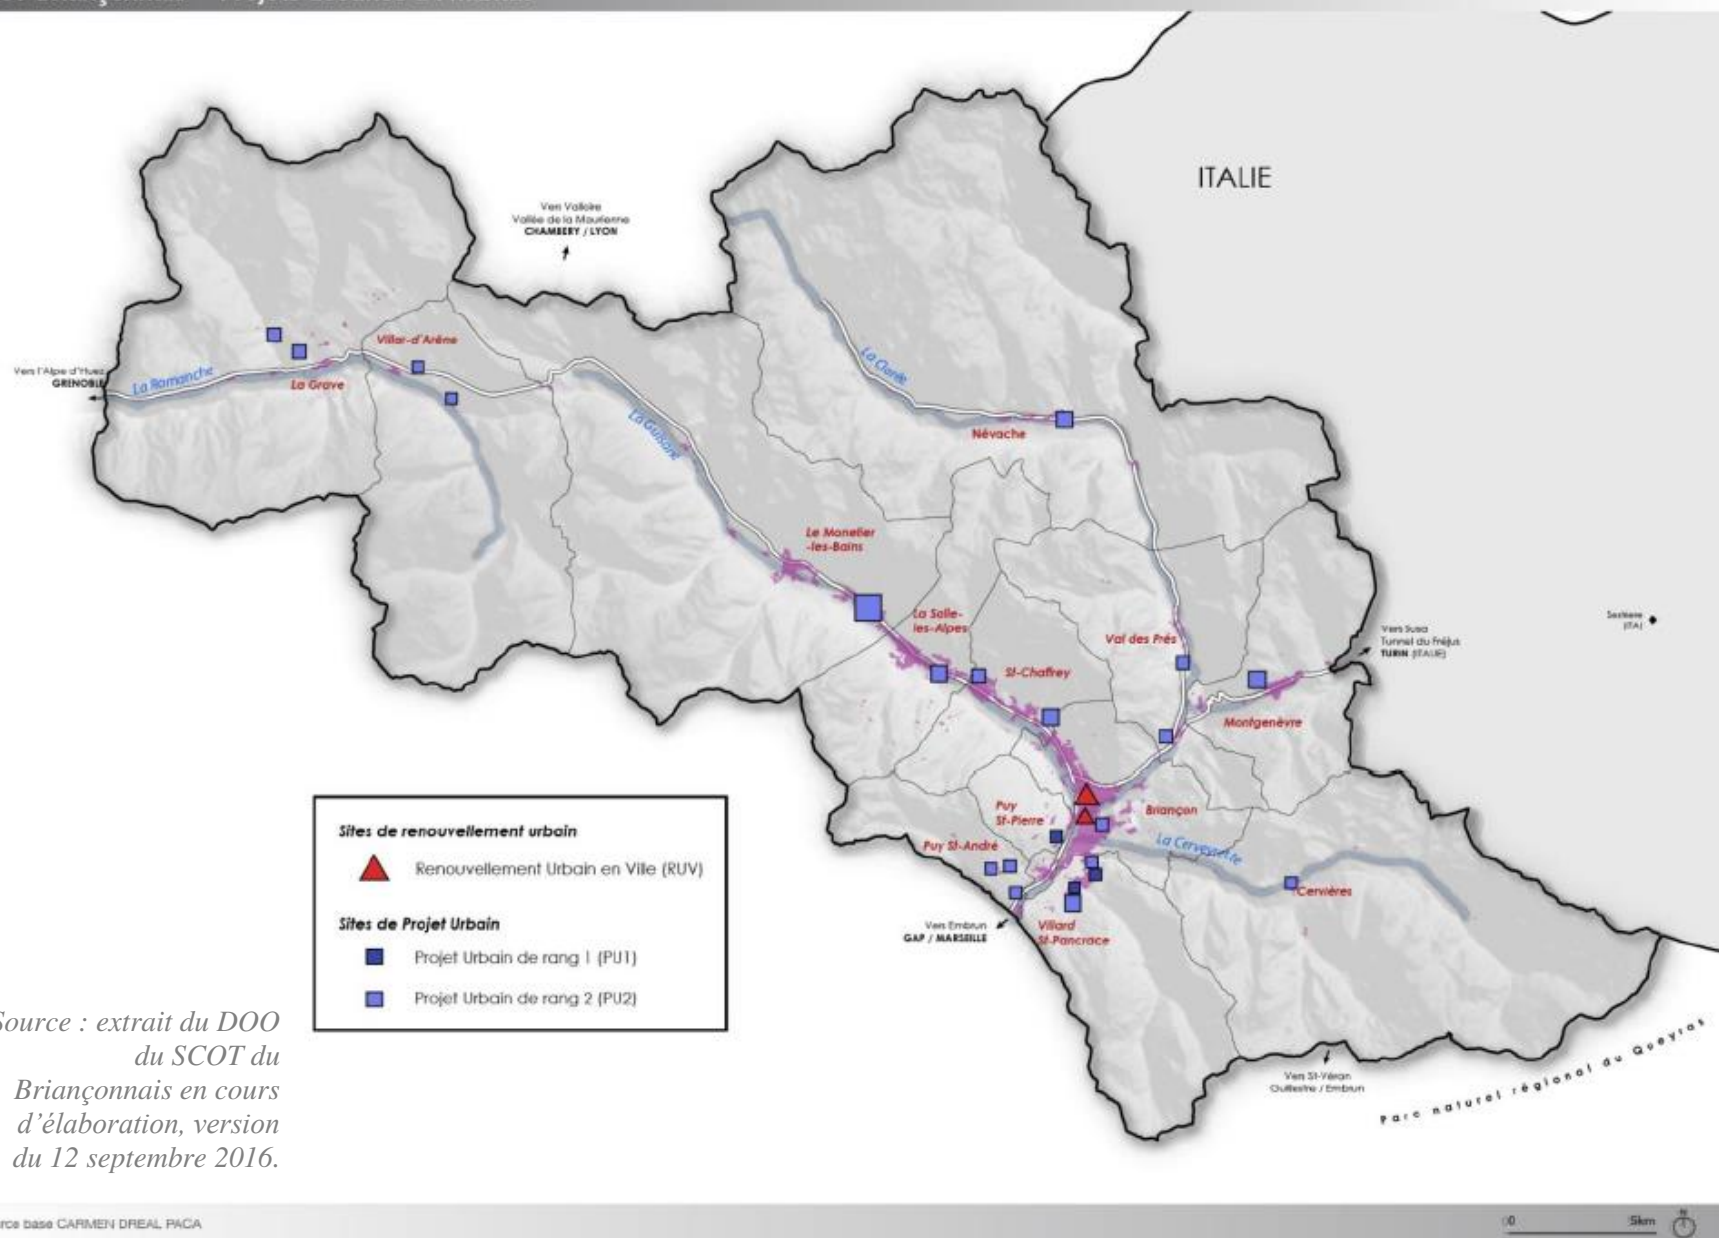 ITALIE
Vers Valloire
Vallée de la Maurienne
CHAMBERY / LYON
Villar-d'Arêne
Vers l'Alpe d'Huez
GRENOBLE
La Romanche
La Grave
La Clarée
La Guisane
Névache
Le Monetier
-les-Bains
La Salle-
les-Alpes
Sestriere
(ITA)
Vers Susa
Tunnel du Fréjus
TURIN (ITALIE)
Val des Prés
St-Chaffrey
Montgenèvre
Puy
St-Pierre
Briançon
Puy St-André
La Cerveyrette
Cervières
Vers Embrun
GAP / MARSEILLE
Villard
St-Pancrace
Sites de renouvellement urbain
Renouvellement Urbain en Ville (RUV)
Sites de Projet Urbain
Projet Urbain de rang 1 (PU1)
Projet Urbain de rang 2 (PU2)
Source : extrait du DOO
du SCOT du
Briançonnais en cours
d'élaboration, version
du 12 septembre 2016.
Vers St-Véran
Guillestre / Embrun
Parc naturel régional du Queyras
rce base CARMEN DREAL PACA
0 5km
N